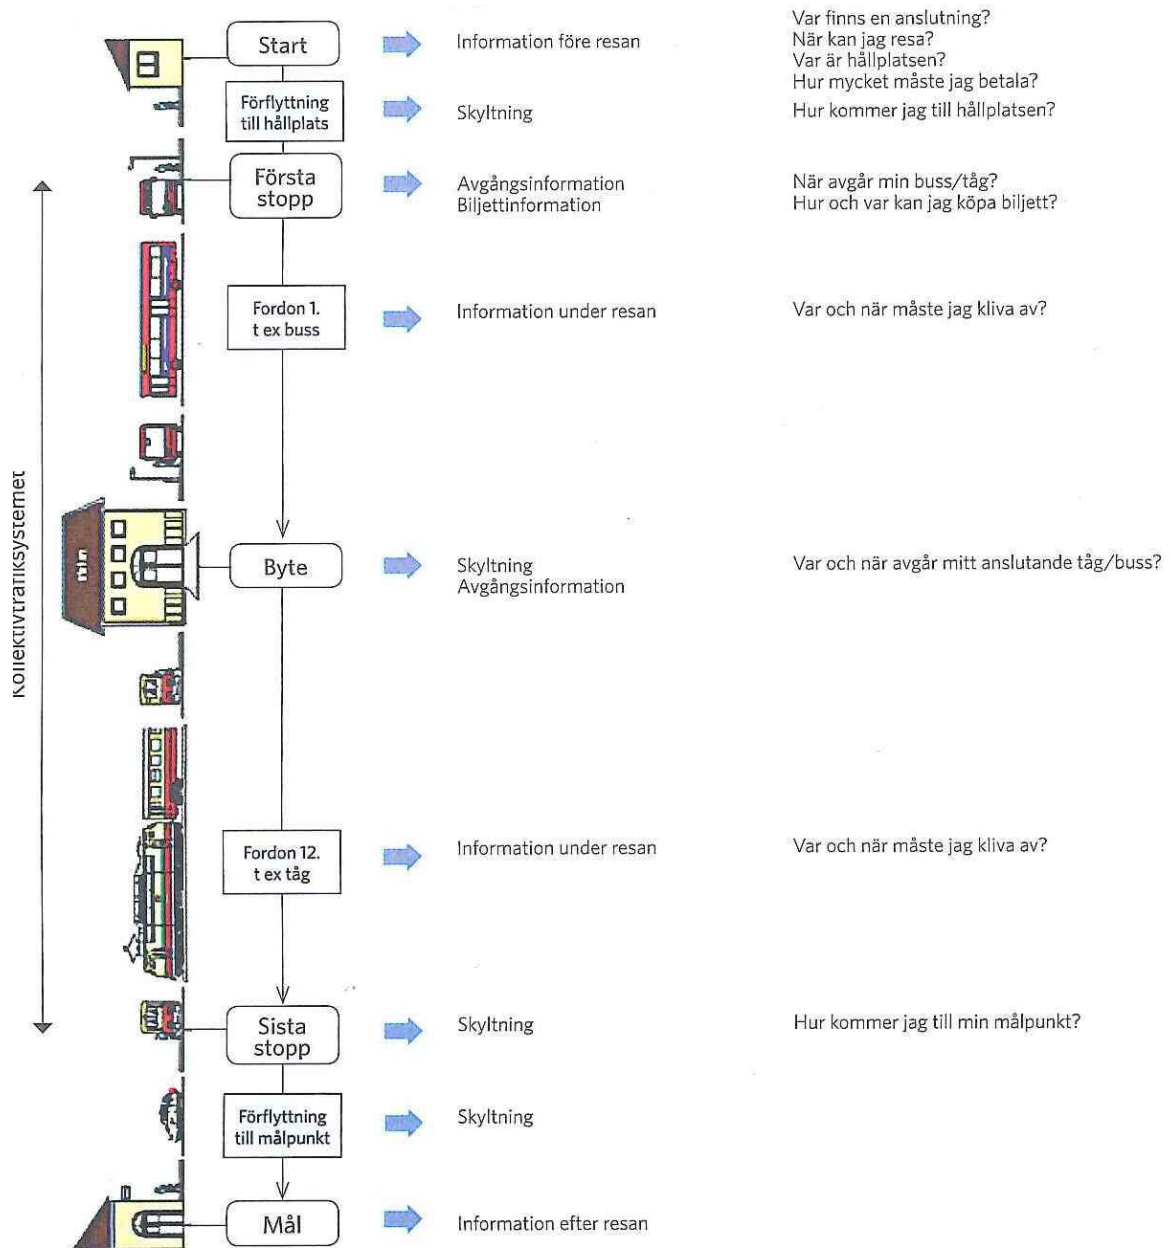 Start
Information före resan
Var finns en anslutning?
När kan jag resa?
Var är hållplatsen?
Hur mycket måste jag betala?
Förflyttning
till hållplats
Skyltning
Hur kommer jag till hållplatsen?
Första
stopp
Avgångsinformation
Biljettinformation
När avgår min buss/tåg?
Hur och var kan jag köpa biljett?
Fordon 1.
t ex buss
Information under resan
Var och när måste jag kliva av?
Kollektivtrafiksystemet
Byte
Skyltning
Avgångsinformation
Var och när avgår mitt anslutande tåg/buss?
Fordon 12.
t ex tåg
Information under resan
Var och när måste jag kliva av?
Sista
stopp
Skyltning
Hur kommer jag till min målpunkt?
Förflyttning
till målpunkt
Skyltning
Mål
Information efter resan